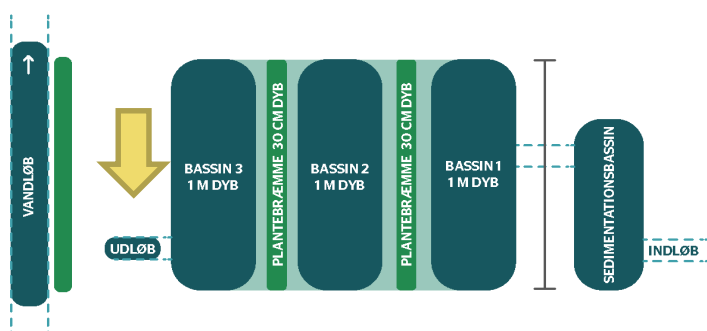 VANDLØB
UDLØB
BASSIN 3
1 M DYB
PLANTEBRÆMME 30 CM DYB
BASSIN 2
1 M DYB
PLANTEBRÆMME 30 CM DYB
BASSIN 1
1 M DYB
SEDIMENTATIONSBASSIN
INDLØB